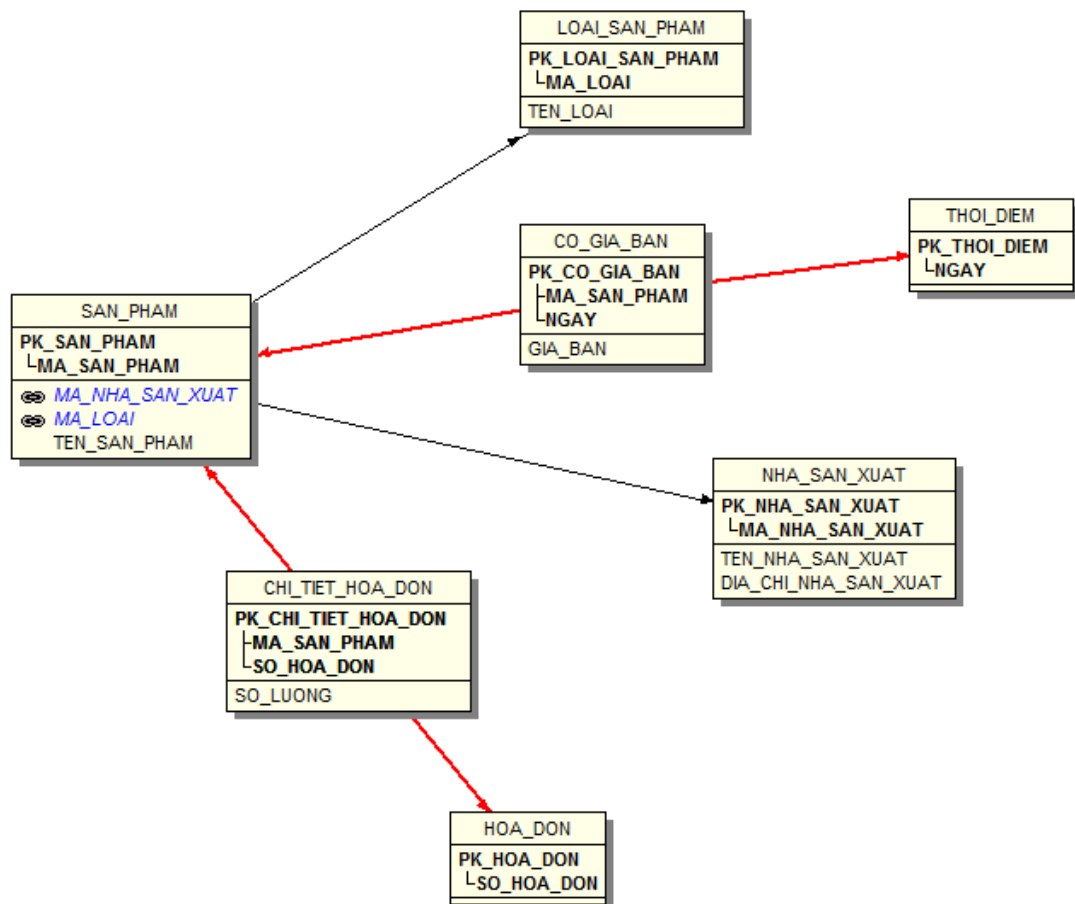 LOAI_SAN_PHAM
PK_LOAI_SAN_PHAM
MA_LOAI
TEN_LOAI
THOI_DIEM
PK_THOI_DIEM
NGAY
CO_GIA_BAN
PK_CO_GIA_BAN
MA_SAN_PHAM
NGAY
GIA_BAN
SAN_PHAM
PK_SAN_PHAM
MA_SAN_PHAM
MA_NHA_SAN_XUAT
MA_LOAI
TEN_SAN_PHAM
NHA_SAN_XUAT
PK_NHA_SAN_XUAT
MA_NHA_SAN_XUAT
TEN_NHA_SAN_XUAT
DIA_CHI_NHA_SAN_XUAT
CHI_TIET_HOA_DON
PK_CHI_TIET_HOA_DON
MA_SAN_PHAM
SO_HOA_DON
SO_LUONG
HOA_DON
PK_HOA_DON
SO_HOA_DON